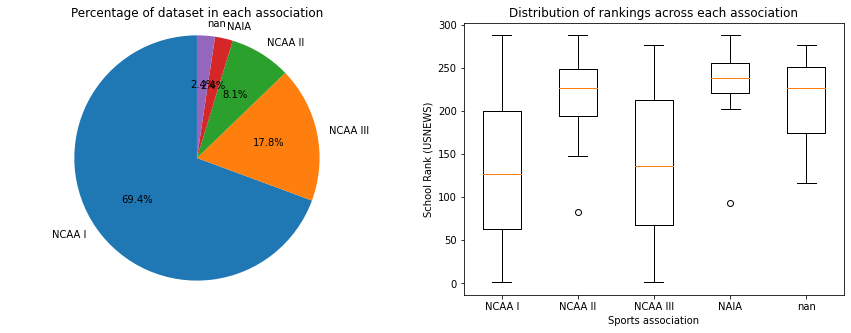 Percentage of dataset in each association
nan
NAIA
NCAA II
NCAA III
NCAA I
2.4%
2.4%
8.1%
17.8%
69.4%
Distribution of rankings across each association
School Rank (USNEWS)
300
250
200
150
100
50
0
NCAA I
NCAA II
NCAA III
NAIA
nan
Sports association